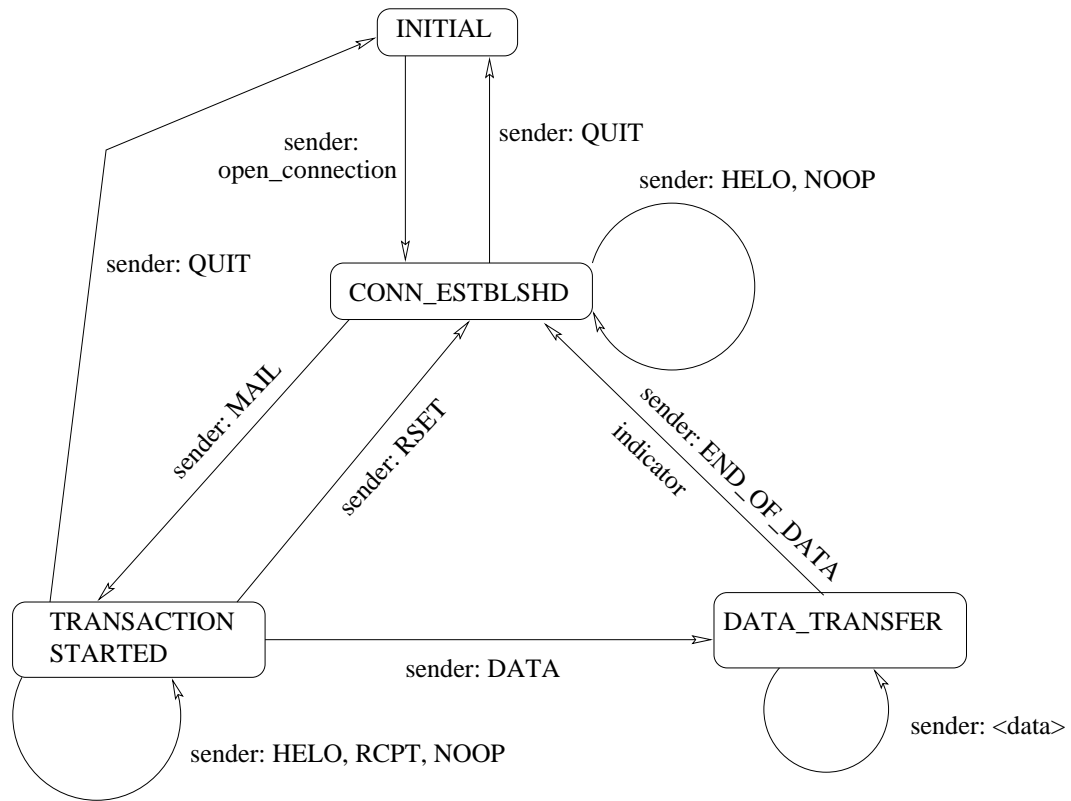 INITIAL
sender:
open_connection
sender: QUIT
sender: HELO, NOOP
sender: QUIT
CONN_ESTBLSHD
sender: MAIL
sender: RSET
sender: END_OF_DATA
indicator
TRANSACTION
STARTED
DATA_TRANSFER
sender: DATA
sender: <data>
sender: HELO, RCPT, NOOP